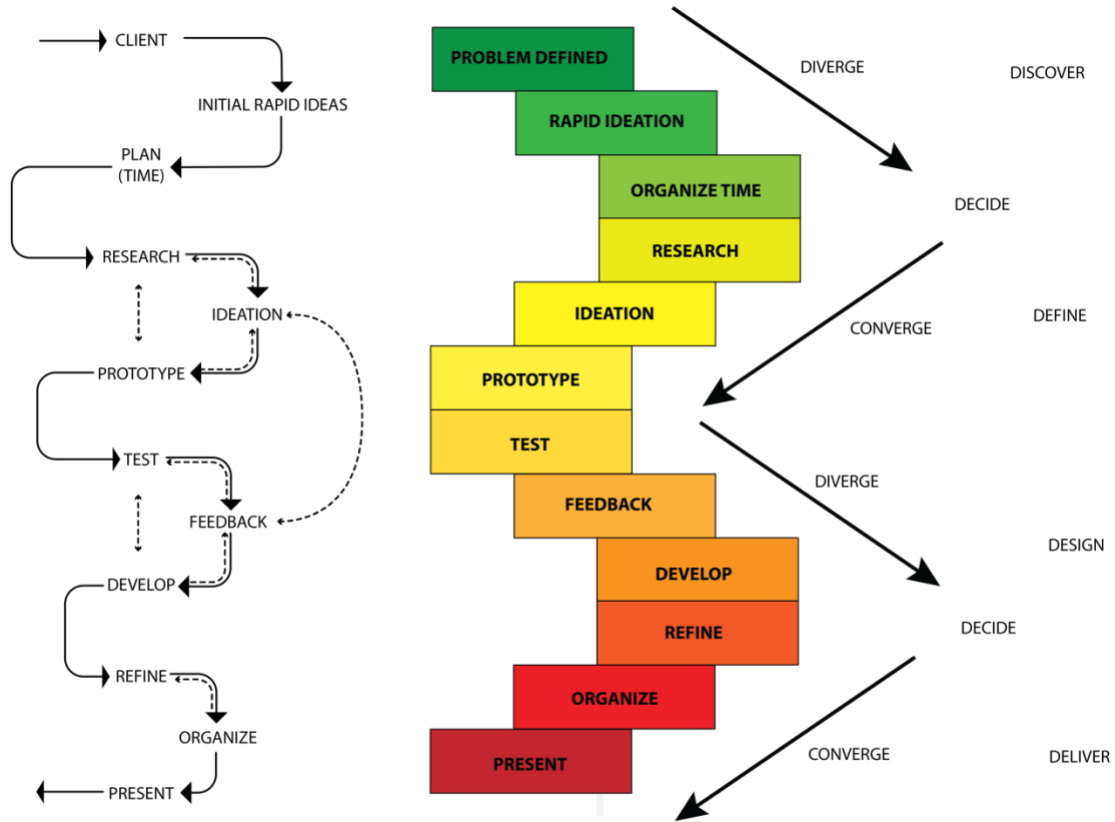 CLIENT
INITIAL RAPID IDEAS
PLAN
(TIME)
RESEARCH
IDEATION
PROTOTYPE
TEST
FEEDBACK
DEVELOP
REFINE
ORGANIZE
PRESENT
PROBLEM DEFINED
RAPID IDEATION
ORGANIZE TIME
RESEARCH
IDEATION
PROTOTYPE
TEST
FEEDBACK
DEVELOP
REFINE
ORGANIZE
PRESENT
DIVERGE
DECIDE
CONVERGE
DIVERGE
DECIDE
CONVERGE
DISCOVER
DEFINE
DESIGN
DELIVER